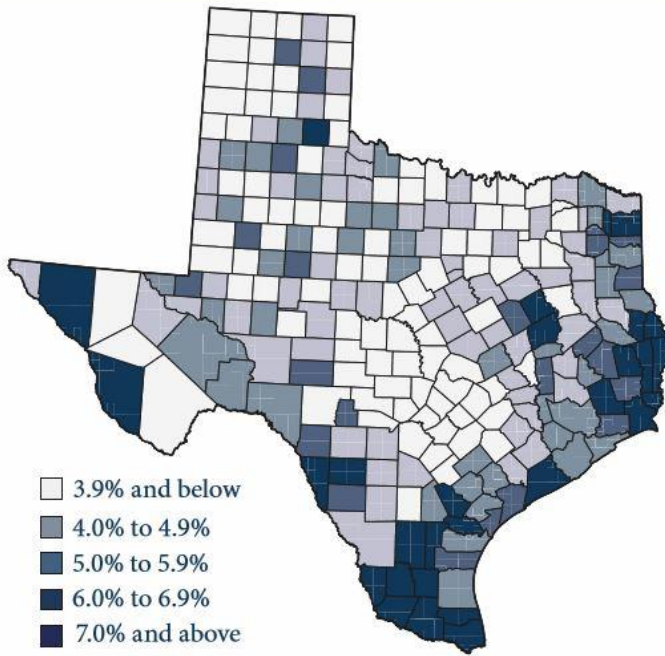 3.9% and below
4.0% to 4.9%
5.0% to 5.9%
6.0% to 6.9%
7.0% and above